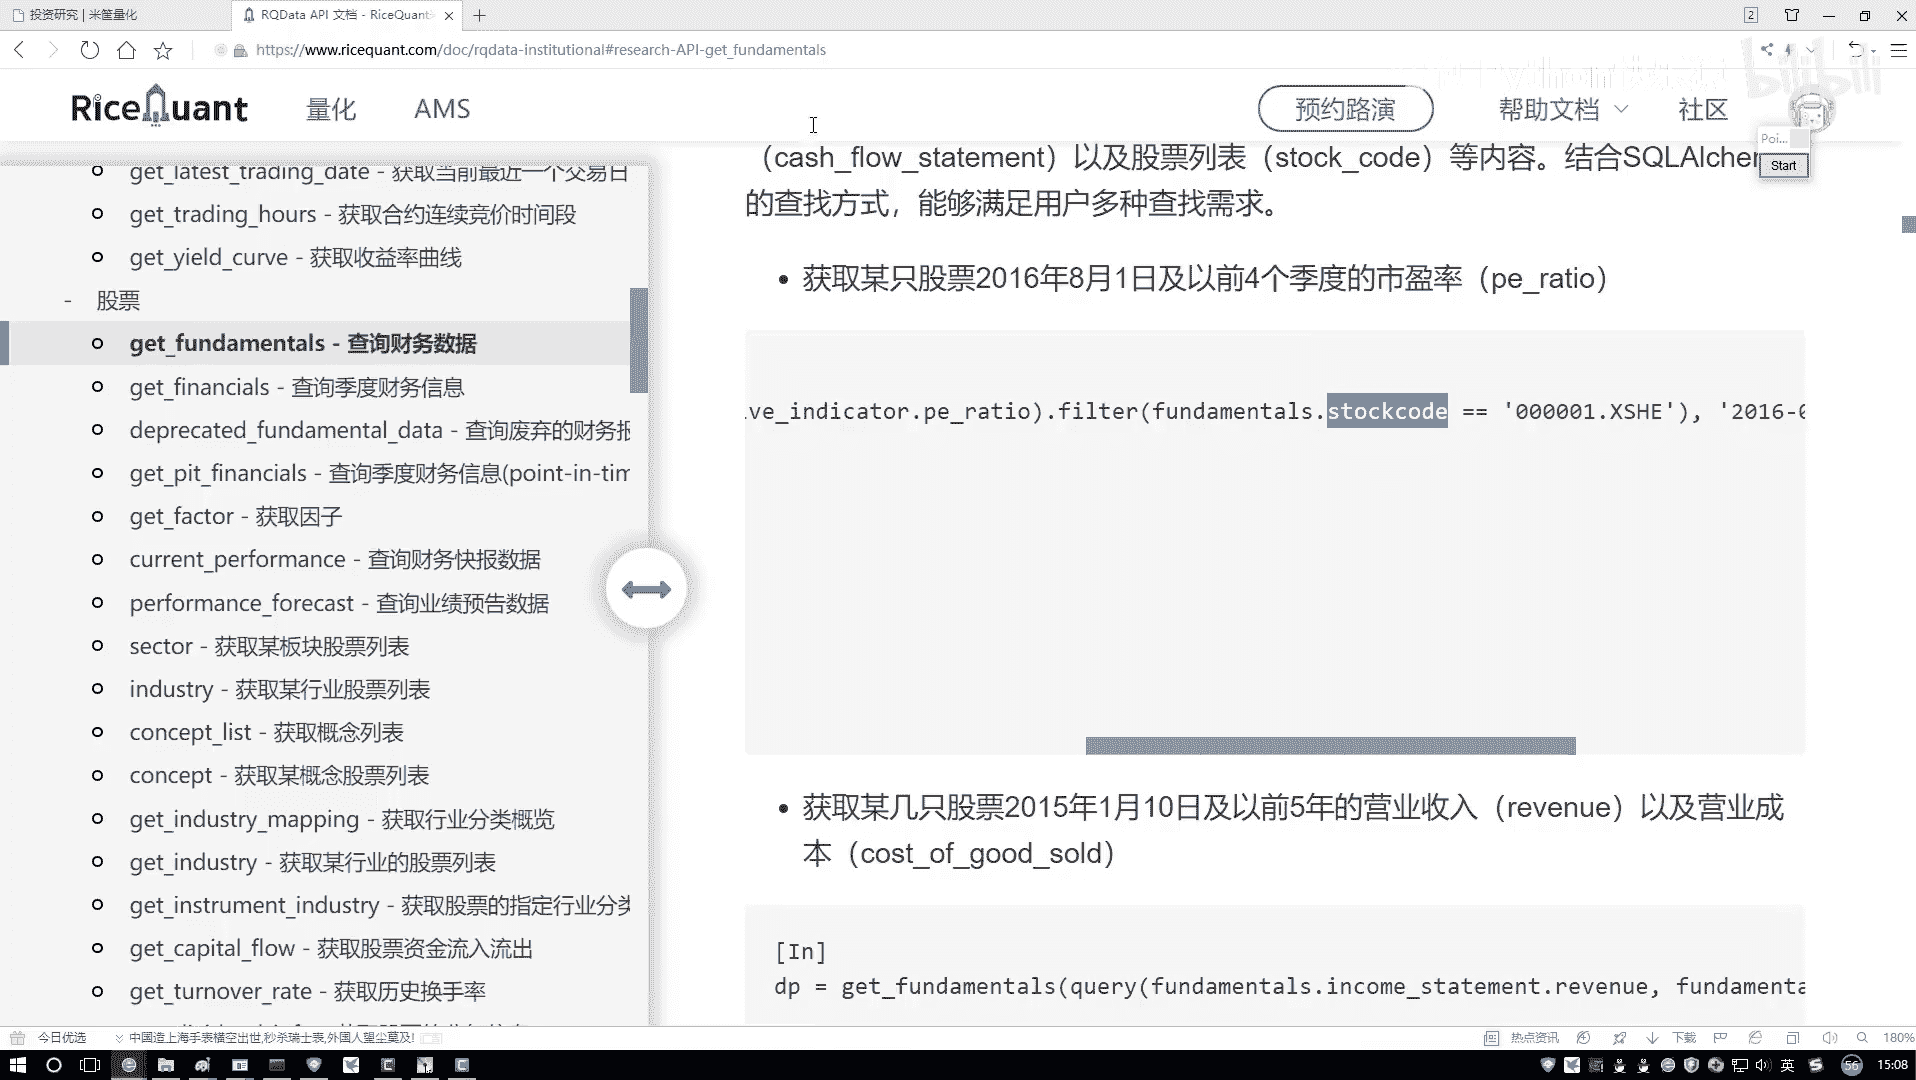 投资研究 | 米筐量化
RQData API 文档 - RiceQuant
2
https://www.ricequant.com/doc/rqdata-institutional#research-API-get_fundamentals
bilibili
RiceQuant
量化
AMS
预约路演
帮助文档
社区
Poi...
Start
get_latest_trading_date - 获取当前最近一个交易日
get_trading_hours - 获取合约连续竞价时间段
get_yield_curve - 获取收益率曲线
- 股票
get_fundamentals - 查询财务数据
get_financials - 查询季度财务信息
deprecated_fundamental_data - 查询废弃的财务报
get_pit_financials - 查询季度财务信息(point-in-tim
get_factor - 获取因子
current_performance - 查询财务快报数据
performance_forecast - 查询业绩预告数据
sector - 获取某板块股票列表
industry - 获取某行业股票列表
concept_list - 获取概念列表
concept - 获取某概念股票列表
get_industry_mapping - 获取行业分类概览
get_industry - 获取某行业的股票列表
get_instrument_industry - 获取股票的指定行业分类
get_capital_flow - 获取股票资金流入流出
get_turnover_rate - 获取历史换手率
（cash_flow_statement）以及股票列表（stock_code）等内容。结合SQLAlche
的查找方式，能够满足用户多种查找需求。
获取某只股票2016年8月1日及以前4个季度的市盈率（pe_ratio）
ve_indicator.pe_ratio).filter(fundamentals.stockcode == '000001.XSHE'), '2016-0
获取某几只股票2015年1月10日及以前5年的营业收入（revenue）以及营业成
本（cost_of_good_sold）
[In]
dp = get_fundamentals(query(fundamentals.income_statement.revenue, fundamenta
今日优选
中国造上海手表横空出世,秒杀瑞士表,外国人望尘莫及!
热点资讯
下载
180%
英
56
15:08